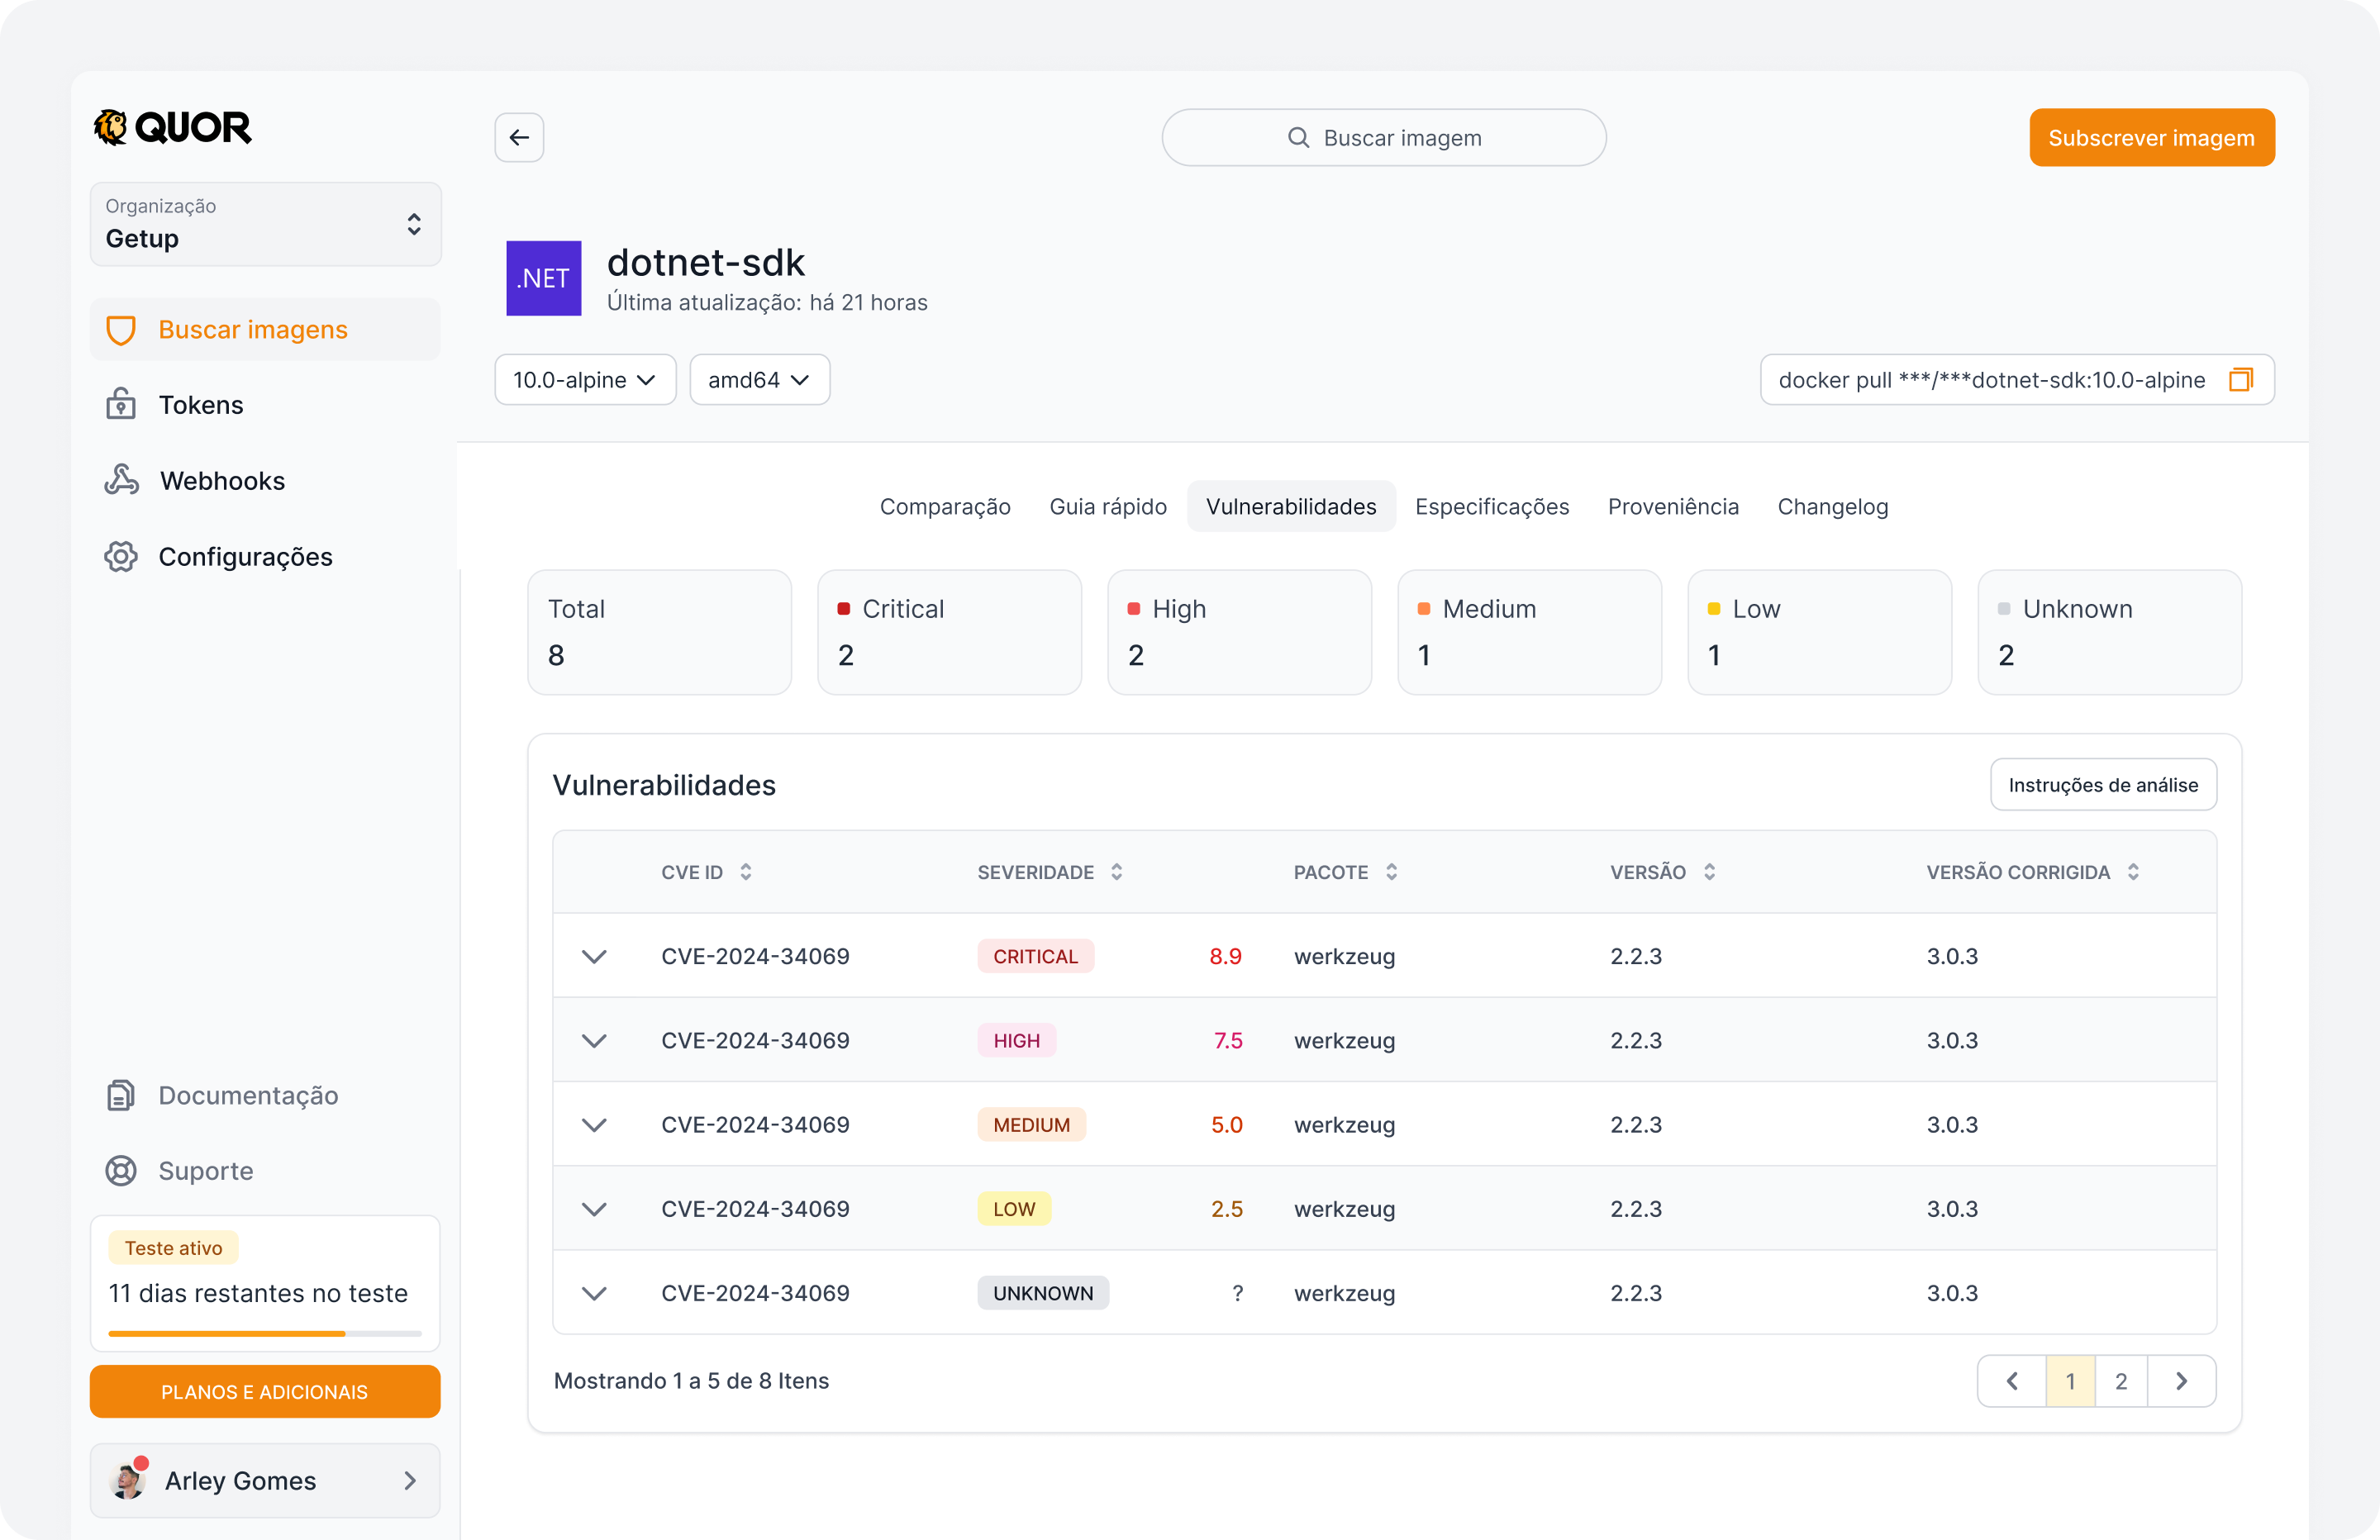 QUOR
Organização
Getup
Buscar imagens
Tokens
Webhooks
Configurações
Documentação
Suporte
Teste ativo
11 dias restantes no teste
PLANOS E ADICIONAIS
Arley Gomes
Buscar imagem
Subscrever imagem
.NET
dotnet-sdk
Última atualização: há 21 horas
10.0-alpine
amd64
docker pull ***/***dotnet-sdk:10.0-alpine
Comparação Guia rápido Vulnerabilidades Especificações Proveniência Changelog
Total Critical High Medium Low Unknown
8 2 2 1 1 2
Vulnerabilidades
Instruções de análise
CVE ID SEVERIDADE PACOTE VERSÃO VERSÃO CORRIGIDA
CVE-2024-34069 CRITICAL 8.9 werkzeug 2.2.3 3.0.3
CVE-2024-34069 HIGH 7.5 werkzeug 2.2.3 3.0.3
CVE-2024-34069 MEDIUM 5.0 werkzeug 2.2.3 3.0.3
CVE-2024-34069 LOW 2.5 werkzeug 2.2.3 3.0.3
CVE-2024-34069 UNKNOWN ? werkzeug 2.2.3 3.0.3
Mostrando 1 a 5 de 8 Itens
1 2